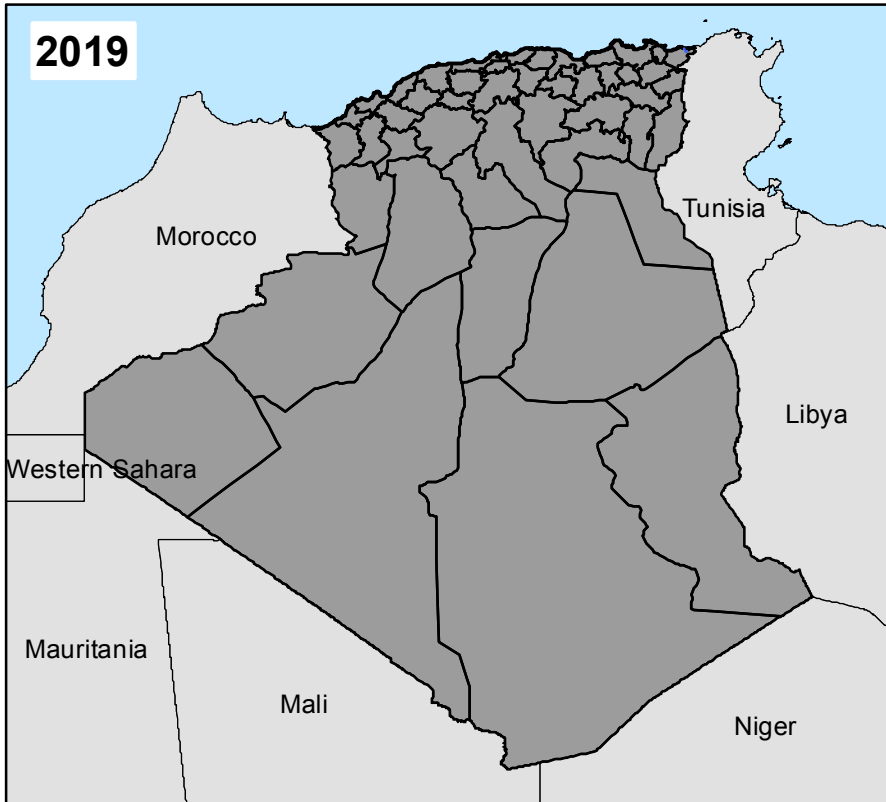 2019
Tunisia
Morocco
Libya
Western Sahara
Mauritania
Mali
Niger